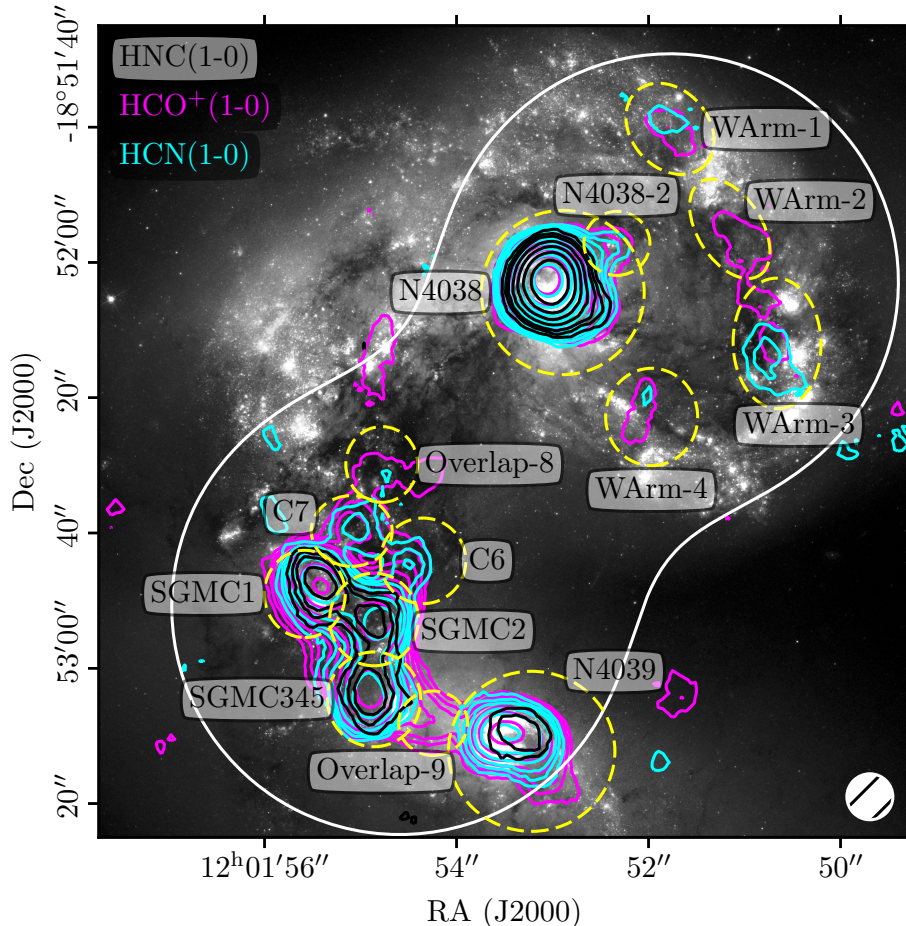 -18°51′40″
HNC(1-0)
HCO⁺(1-0)
HCN(1-0)
WArm-1
N4038-2
WArm-2
52′00″
N4038
20″
WArm-3
Overlap-8
WArm-4
C7
40″
C6
SGMC1
SGMC2
53′00″
N4039
SGMC345
Overlap-9
20″
Dec (J2000)
12ʰ01′56″
54″
52″
50″
RA (J2000)